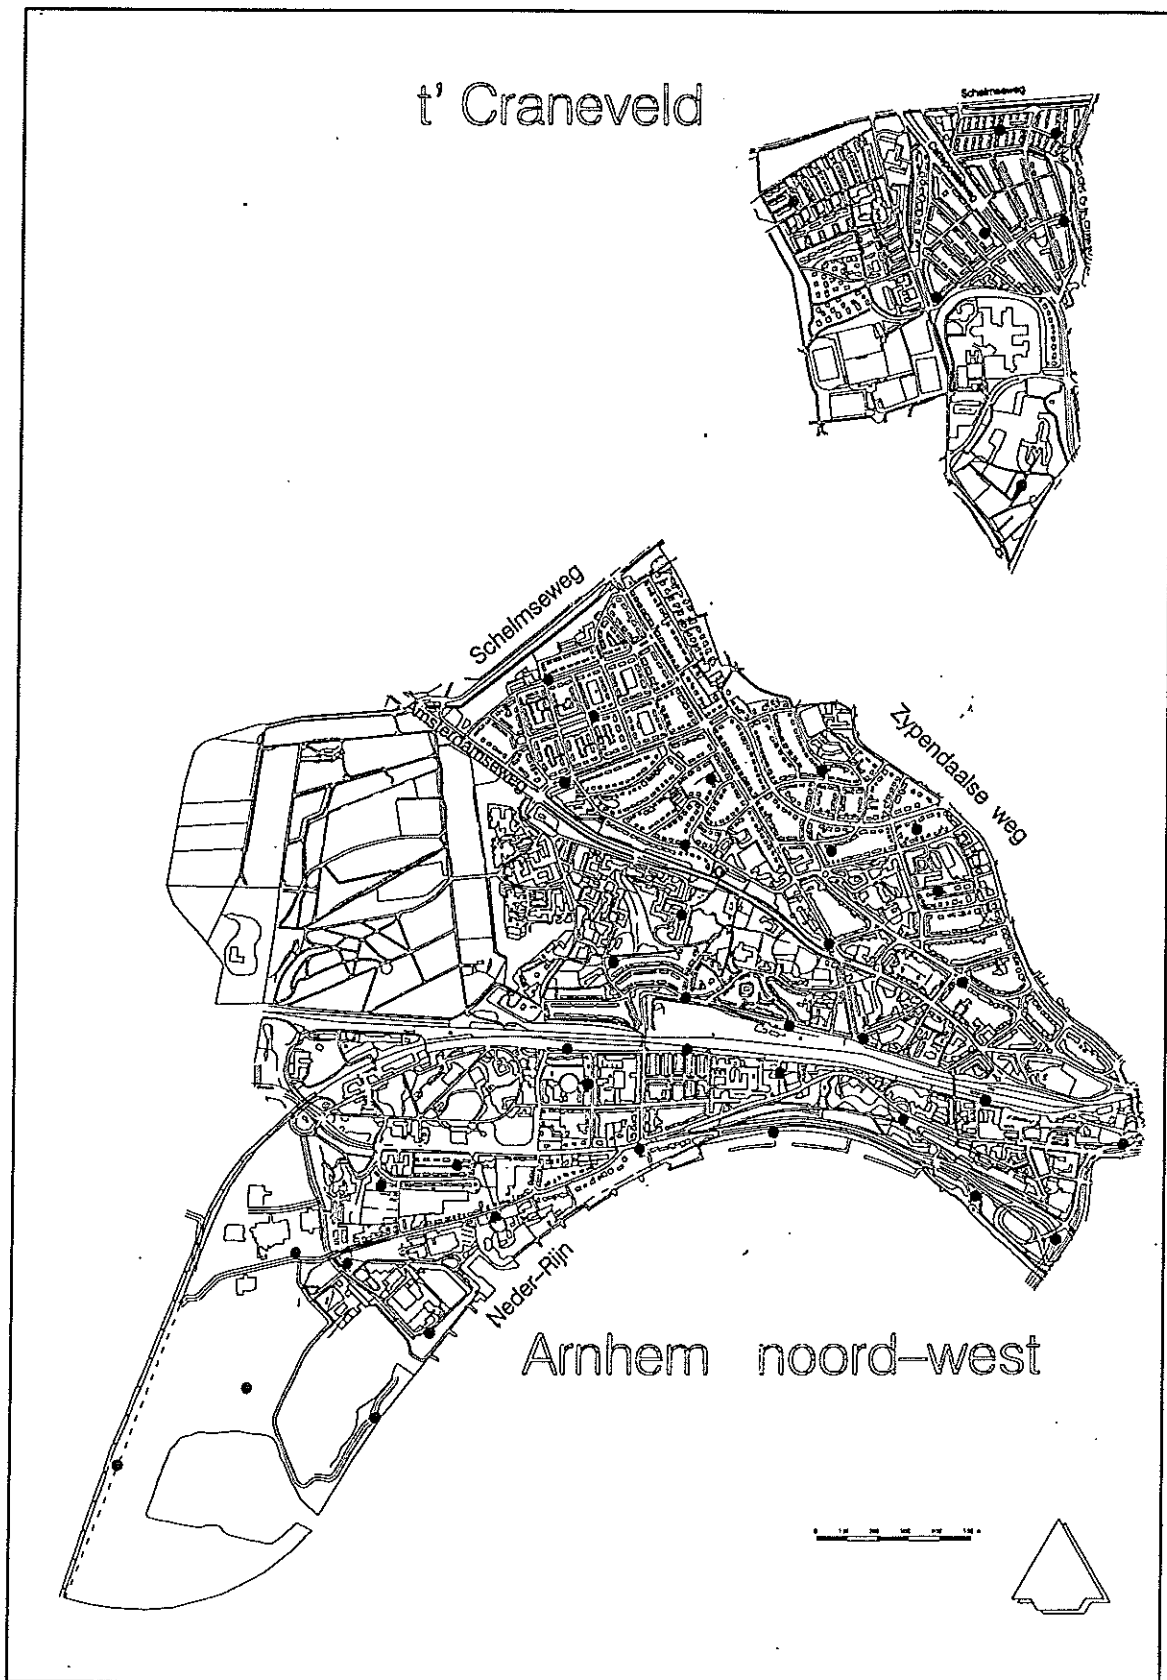 t' Craneveld
Schelmseweg
Schelmseweg
Amsterdamseweg
Zypendaalse weg
Neder-Rijn
Arnhem noord-west